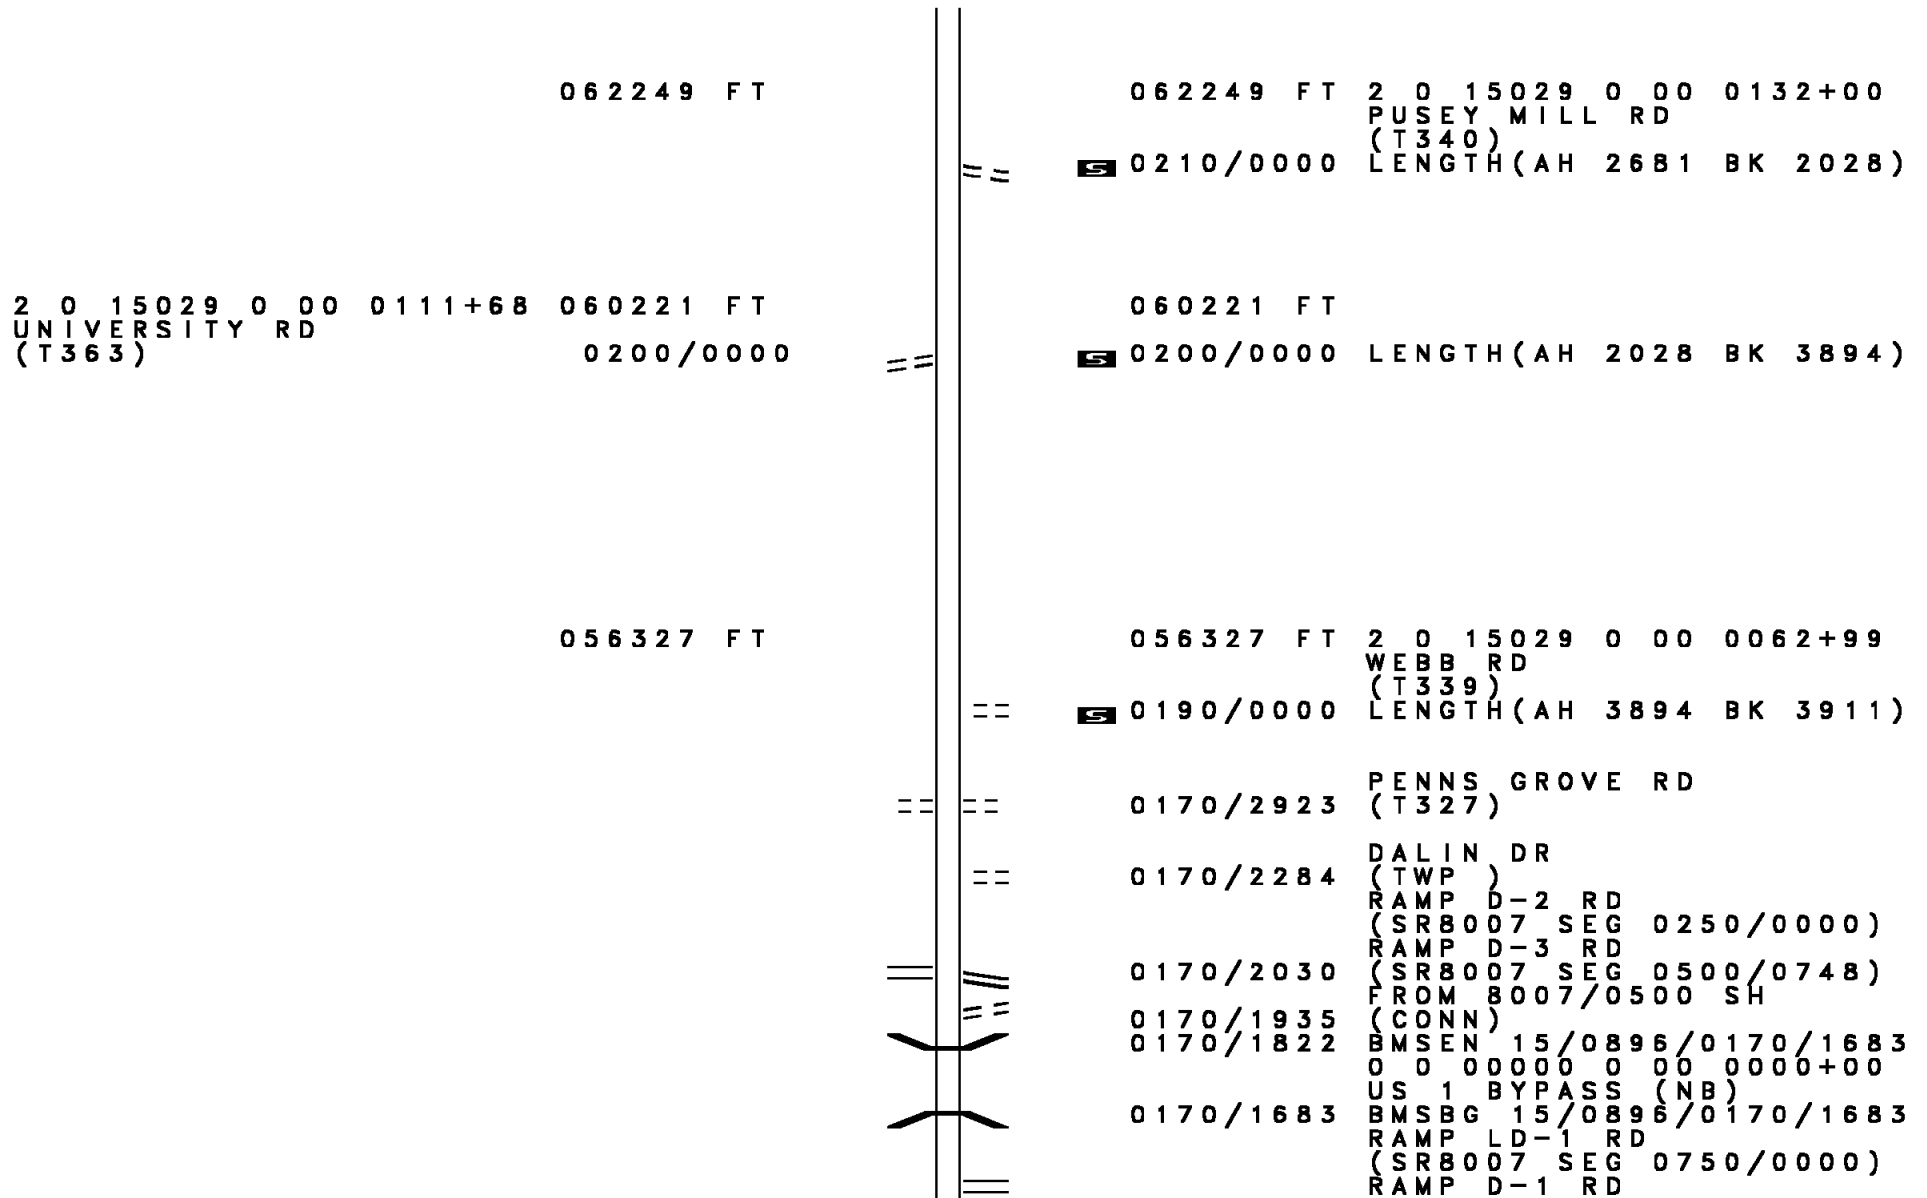 062249 FT 062249 FT 2 0 15029 0 00 0132+00
PUSEY MILL RD
(T340)
S 0210/0000 LENGTH(AH 2681 BK 2028)
2 0 15029 0 00 0111+68 060221 FT 060221 FT
UNIVERSITY RD
(T363) 0200/0000 S 0200/0000 LENGTH(AH 2028 BK 3894)
056327 FT 056327 FT 2 0 15029 0 00 0062+99
WEBB RD
(T339)
S 0190/0000 LENGTH(AH 3894 BK 3911)
PENNS GROVE RD
0170/2923 (T327)
DALIN DR
0170/2284 (TWP )
RAMP D-2 RD
(SR8007 SEG 0250/0000)
RAMP D-3 RD
0170/2030 (SR8007 SEG 0500/0748)
FROM 8007/0500 SH
0170/1935 (CONN)
0170/1822 BMSEN 15/0896/0170/1683
0 0 00000 0 00 0000+00
US 1 BYPASS (NB)
0170/1683 BMSBG 15/0896/0170/1683
RAMP LD-1 RD
(SR8007 SEG 0750/0000)
RAMP D-1 RD